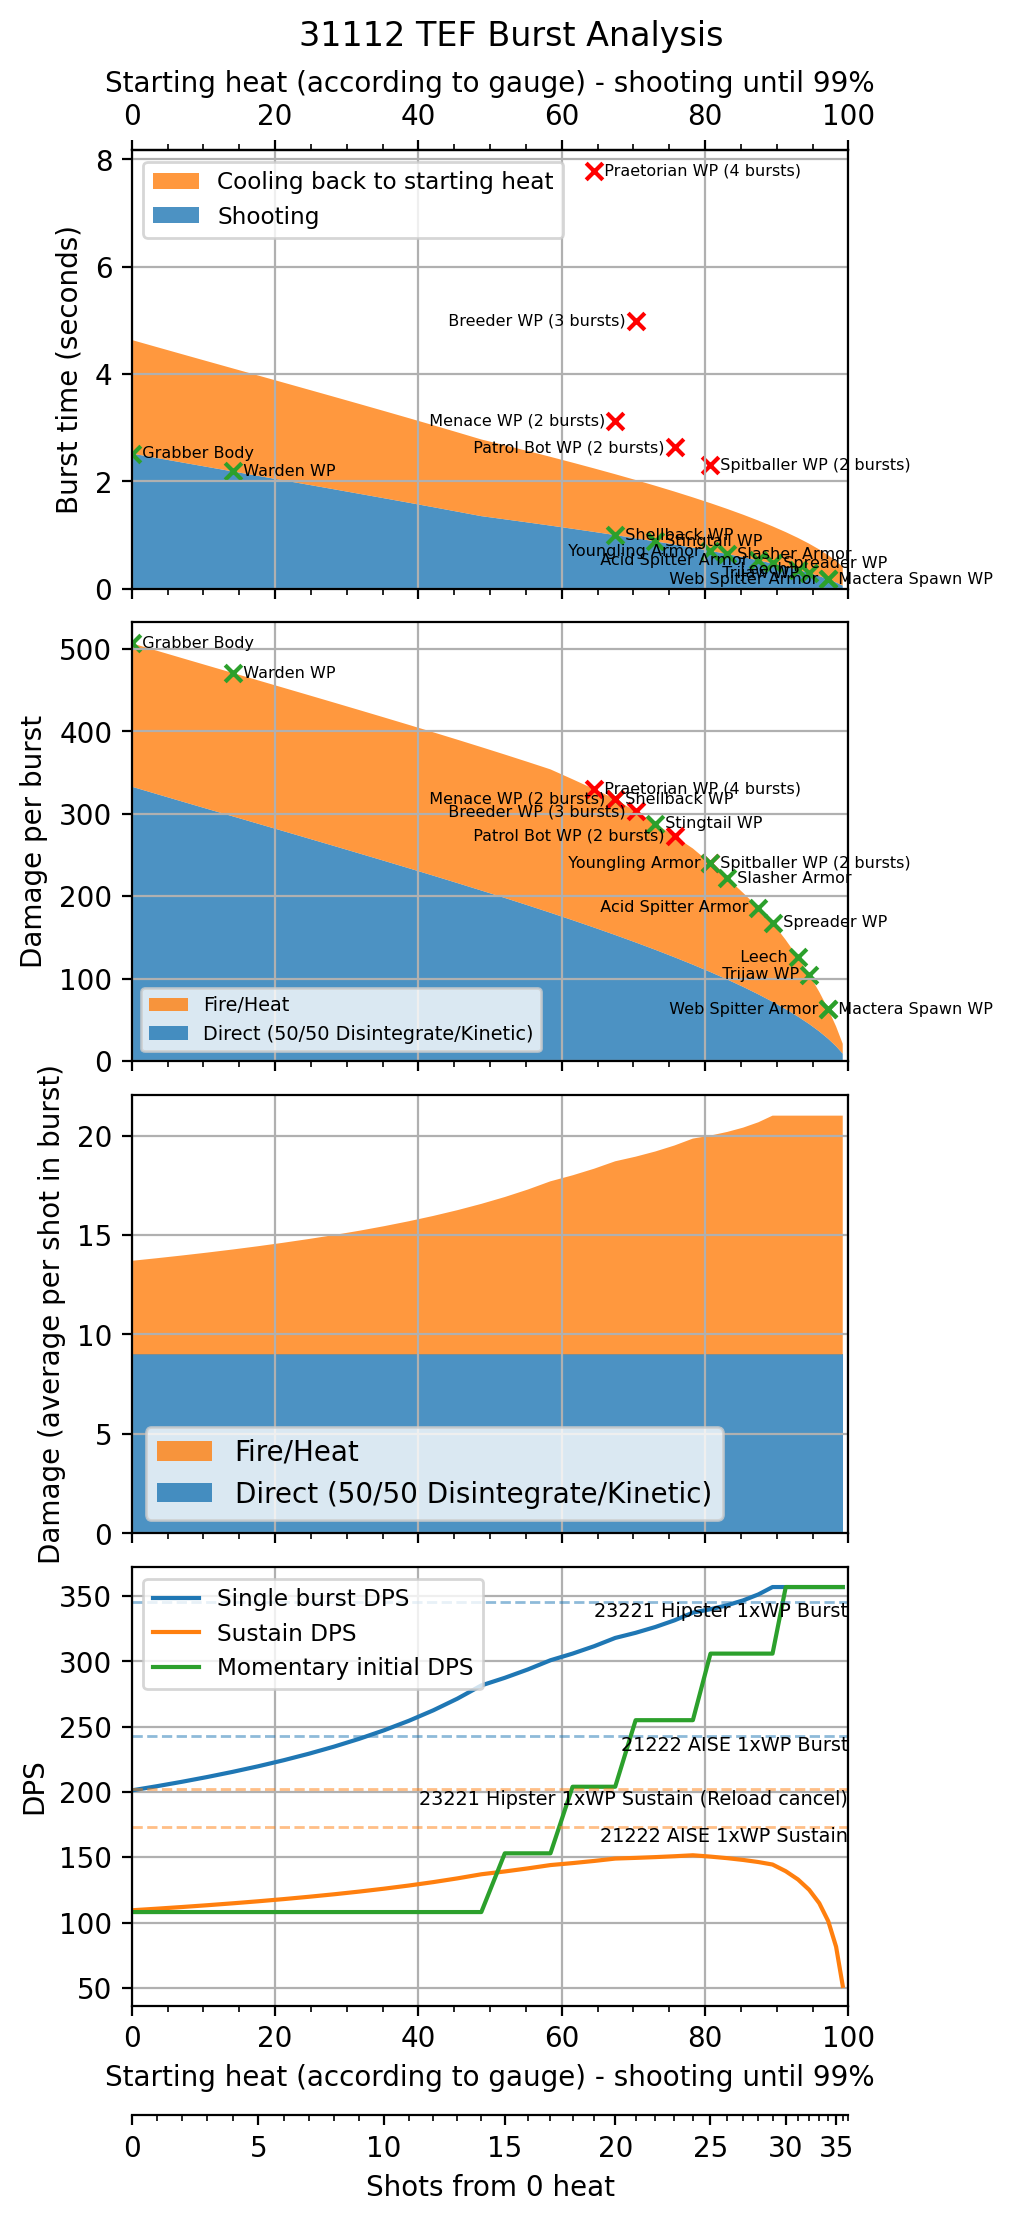 31112 TEF Burst Analysis
Starting heat (according to gauge) - shooting until 99%
0 20 40 60 80 100
Burst time (seconds)
8
6
4
2
0
Cooling back to starting heat
Shooting
Praetorian WP (4 bursts)
Breeder WP (3 bursts)
Menace WP (2 bursts)
Patrol Bot WP (2 bursts)
Spitballer WP (2 bursts)
Grabber Body
Warden WP
Shellback WP
Stingtail WP
Youngling Armor
Slasher Armor
Acid Spitter Armor
Spreader WP
Leech
Trijaw WP
Web Spitter Armor
Mactera Spawn WP
Damage per burst
500
400
300
200
100
0
Grabber Body
Warden WP
Praetorian WP (4 bursts)
Menace WP (2 bursts)
Shellback WP
Breeder WP (3 bursts)
Stingtail WP
Patrol Bot WP (2 bursts)
Youngling Armor
Spitballer WP (2 bursts)
Slasher Armor
Acid Spitter Armor
Spreader WP
Leech
Trijaw WP
Web Spitter Armor
Mactera Spawn WP
Fire/Heat
Direct (50/50 Disintegrate/Kinetic)
Damage (average per shot in burst)
20
15
10
5
0
Fire/Heat
Direct (50/50 Disintegrate/Kinetic)
DPS
350
300
250
200
150
100
50
Single burst DPS
Sustain DPS
Momentary initial DPS
23221 Hipster 1xWP Burst
21222 AISE 1xWP Burst
23221 Hipster 1xWP Sustain (Reload cancel)
21222 AISE 1xWP Sustain
0 20 40 60 80 100
Starting heat (according to gauge) - shooting until 99%
0 5 10 15 20 25 30 35
Shots from 0 heat